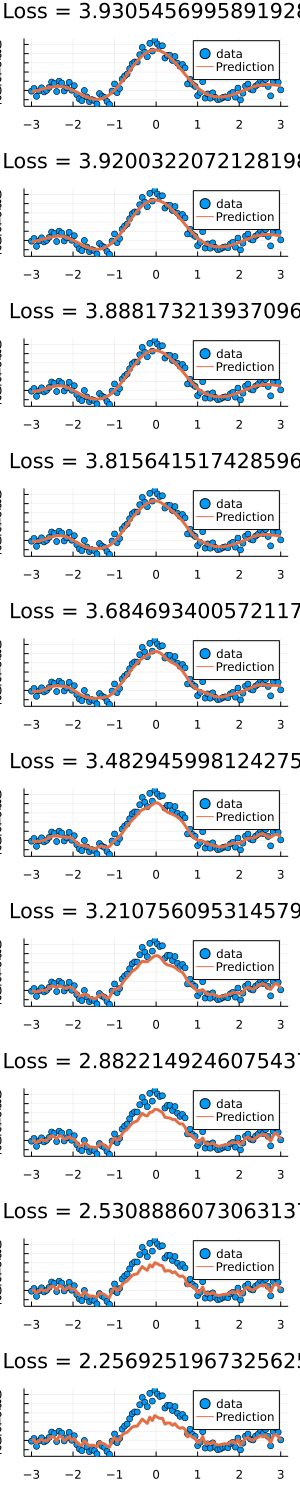 Loss = 3.930545699589192
data
Prediction
−3 −2 −1 0 1 2 3
Loss = 3.920032207212819
data
Prediction
−3 −2 −1 0 1 2 3
Loss = 3.888173213937096
data
Prediction
−3 −2 −1 0 1 2 3
Loss = 3.815641517428596
data
Prediction
−3 −2 −1 0 1 2 3
Loss = 3.684693400572117
data
Prediction
−3 −2 −1 0 1 2 3
Loss = 3.482945998124275
data
Prediction
−3 −2 −1 0 1 2 3
Loss = 3.210756095314579
data
Prediction
−3 −2 −1 0 1 2 3
Loss = 2.882214924607543
data
Prediction
−3 −2 −1 0 1 2 3
Loss = 2.530888607306313
data
Prediction
−3 −2 −1 0 1 2 3
Loss = 2.256925196732562
data
Prediction
−3 −2 −1 0 1 2 3